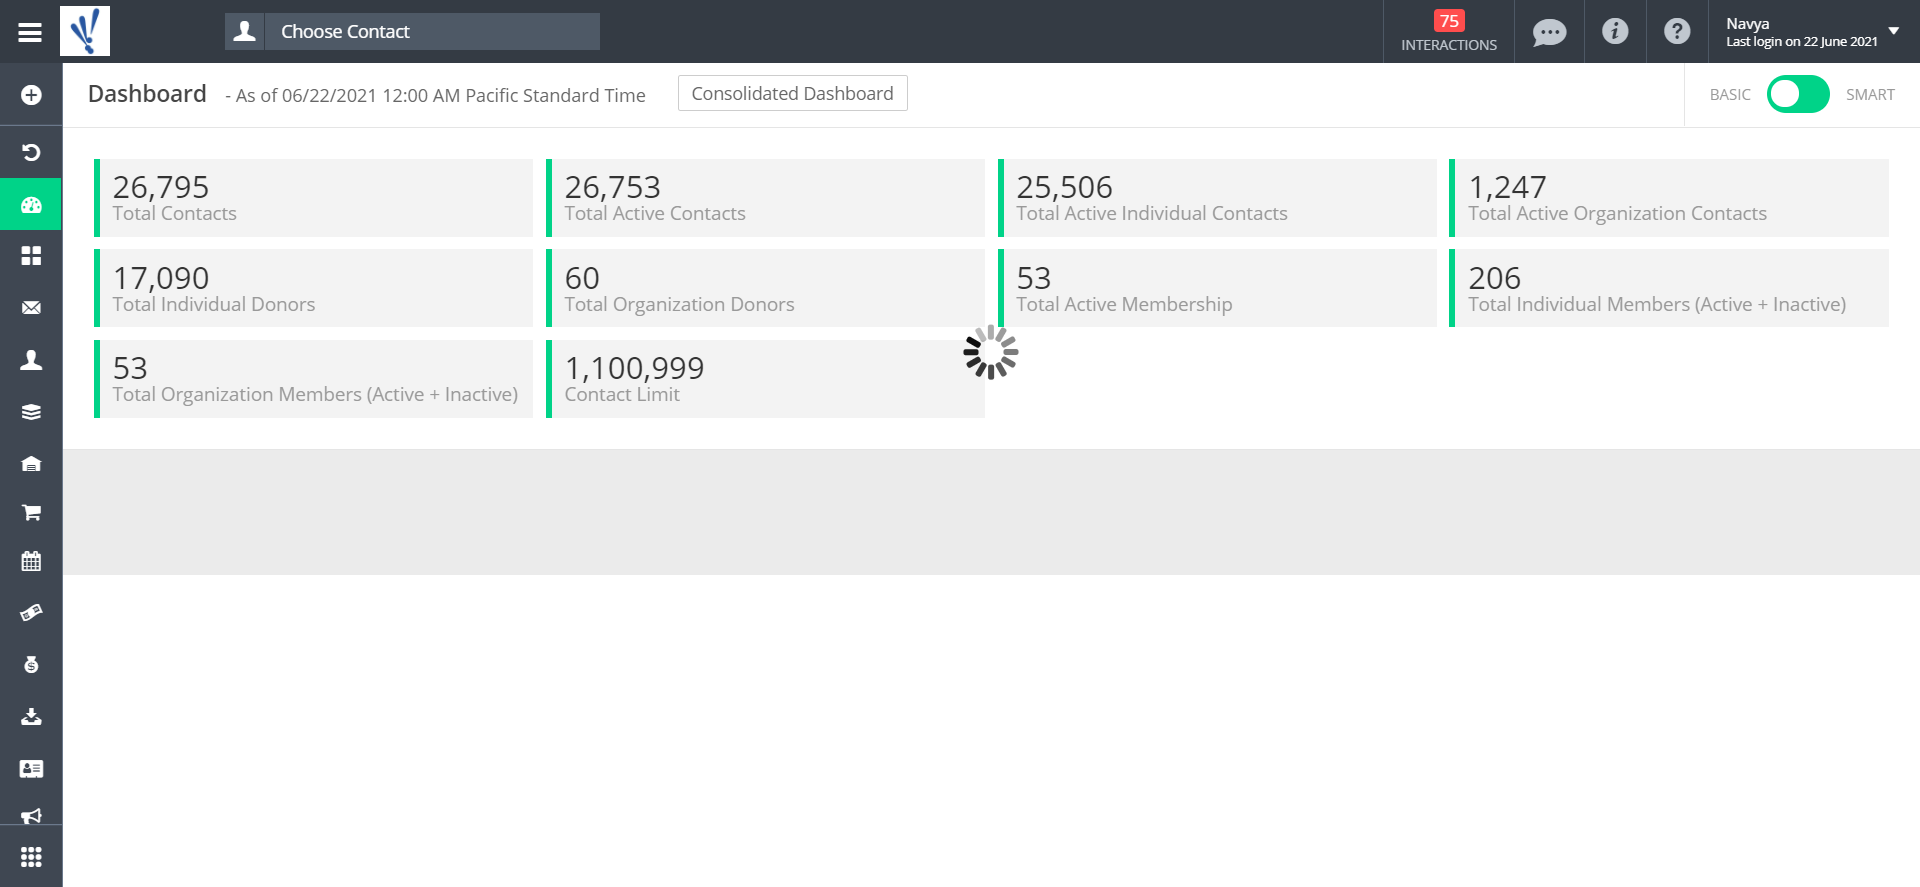 Choose Contact
75
INTERACTIONS
Navya
Last login on 22 June 2021
Dashboard - As of 06/22/2021 12:00 AM Pacific Standard Time
Consolidated Dashboard
BASIC
SMART
26,795
Total Contacts
26,753
Total Active Contacts
25,506
Total Active Individual Contacts
1,247
Total Active Organization Contacts
17,090
Total Individual Donors
60
Total Organization Donors
53
Total Active Membership
206
Total Individual Members (Active + Inactive)
53
Total Organization Members (Active + Inactive)
1,100,999
Contact Limit